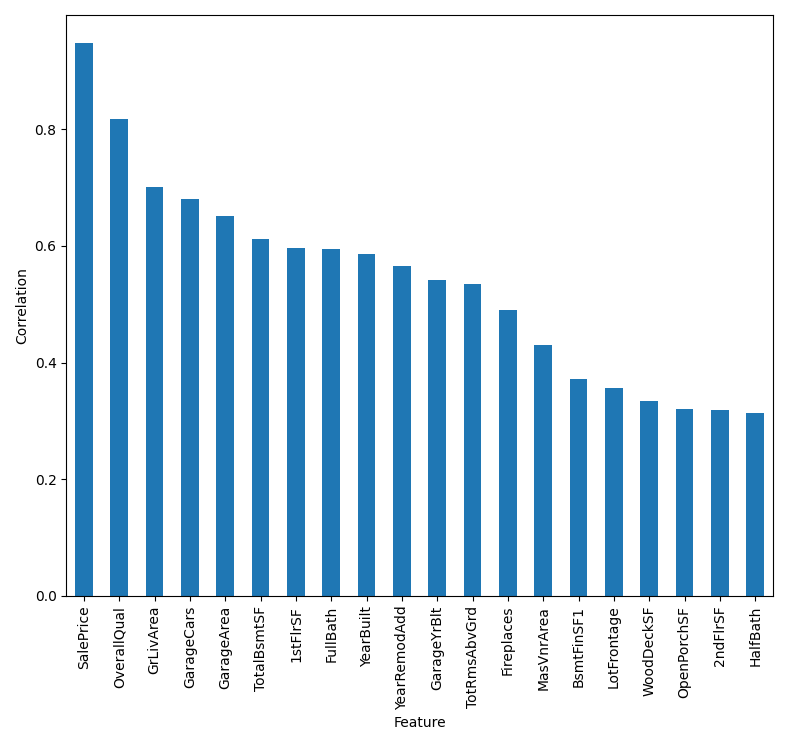 0.8
0.6
0.4
0.2
0.0
Correlation
SalePrice
OverallQual
GrLivArea
GarageCars
GarageArea
TotalBsmtSF
1stFlrSF
FullBath
YearBuilt
YearRemodAdd
GarageYrBlt
TotRmsAbvGrd
Fireplaces
MasVnrArea
BsmtFinSF1
LotFrontage
WoodDeckSF
OpenPorchSF
2ndFlrSF
HalfBath
Feature